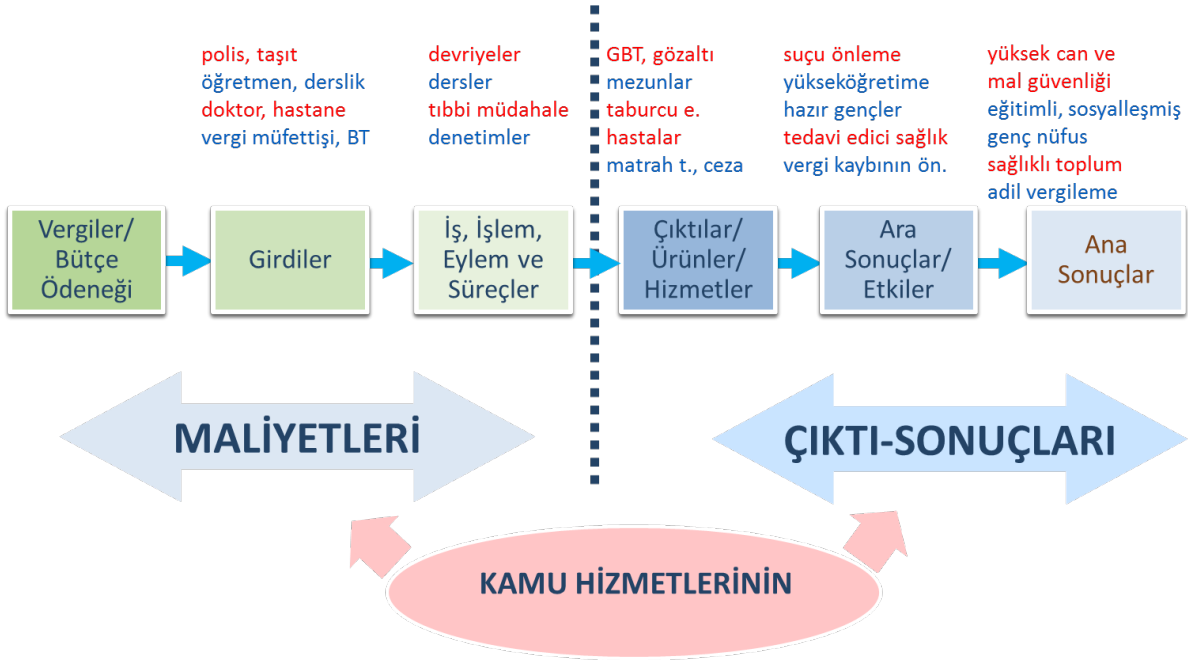 polis, taşıt
öğretmen, derslik
doktor, hastane
vergi müfettişi, BT
devriyeler
dersler
tıbbi müdahale
denetimler
GBT, gözaltı
mezunlar
taburcu e.
hastalar
matrah t., ceza
suçu önleme
yükseköğretime
hazır gençler
tedavi edici sağlık
vergi kaybının ön.
yüksek can ve
mal güvenliği
eğitimli, sosyalleşmiş
genç nüfus
sağlıklı toplum
adil vergileme
Vergiler/
Bütçe
Ödeneği
Girdiler
İş, İşlem,
Eylem ve
Süreçler
Çıktılar/
Ürünler/
Hizmetler
Ara
Sonuçlar/
Etkiler
Ana
Sonuçlar
MALİYETLERİ
ÇIKTI-SONUÇLARI
KAMU HİZMETLERİNİN